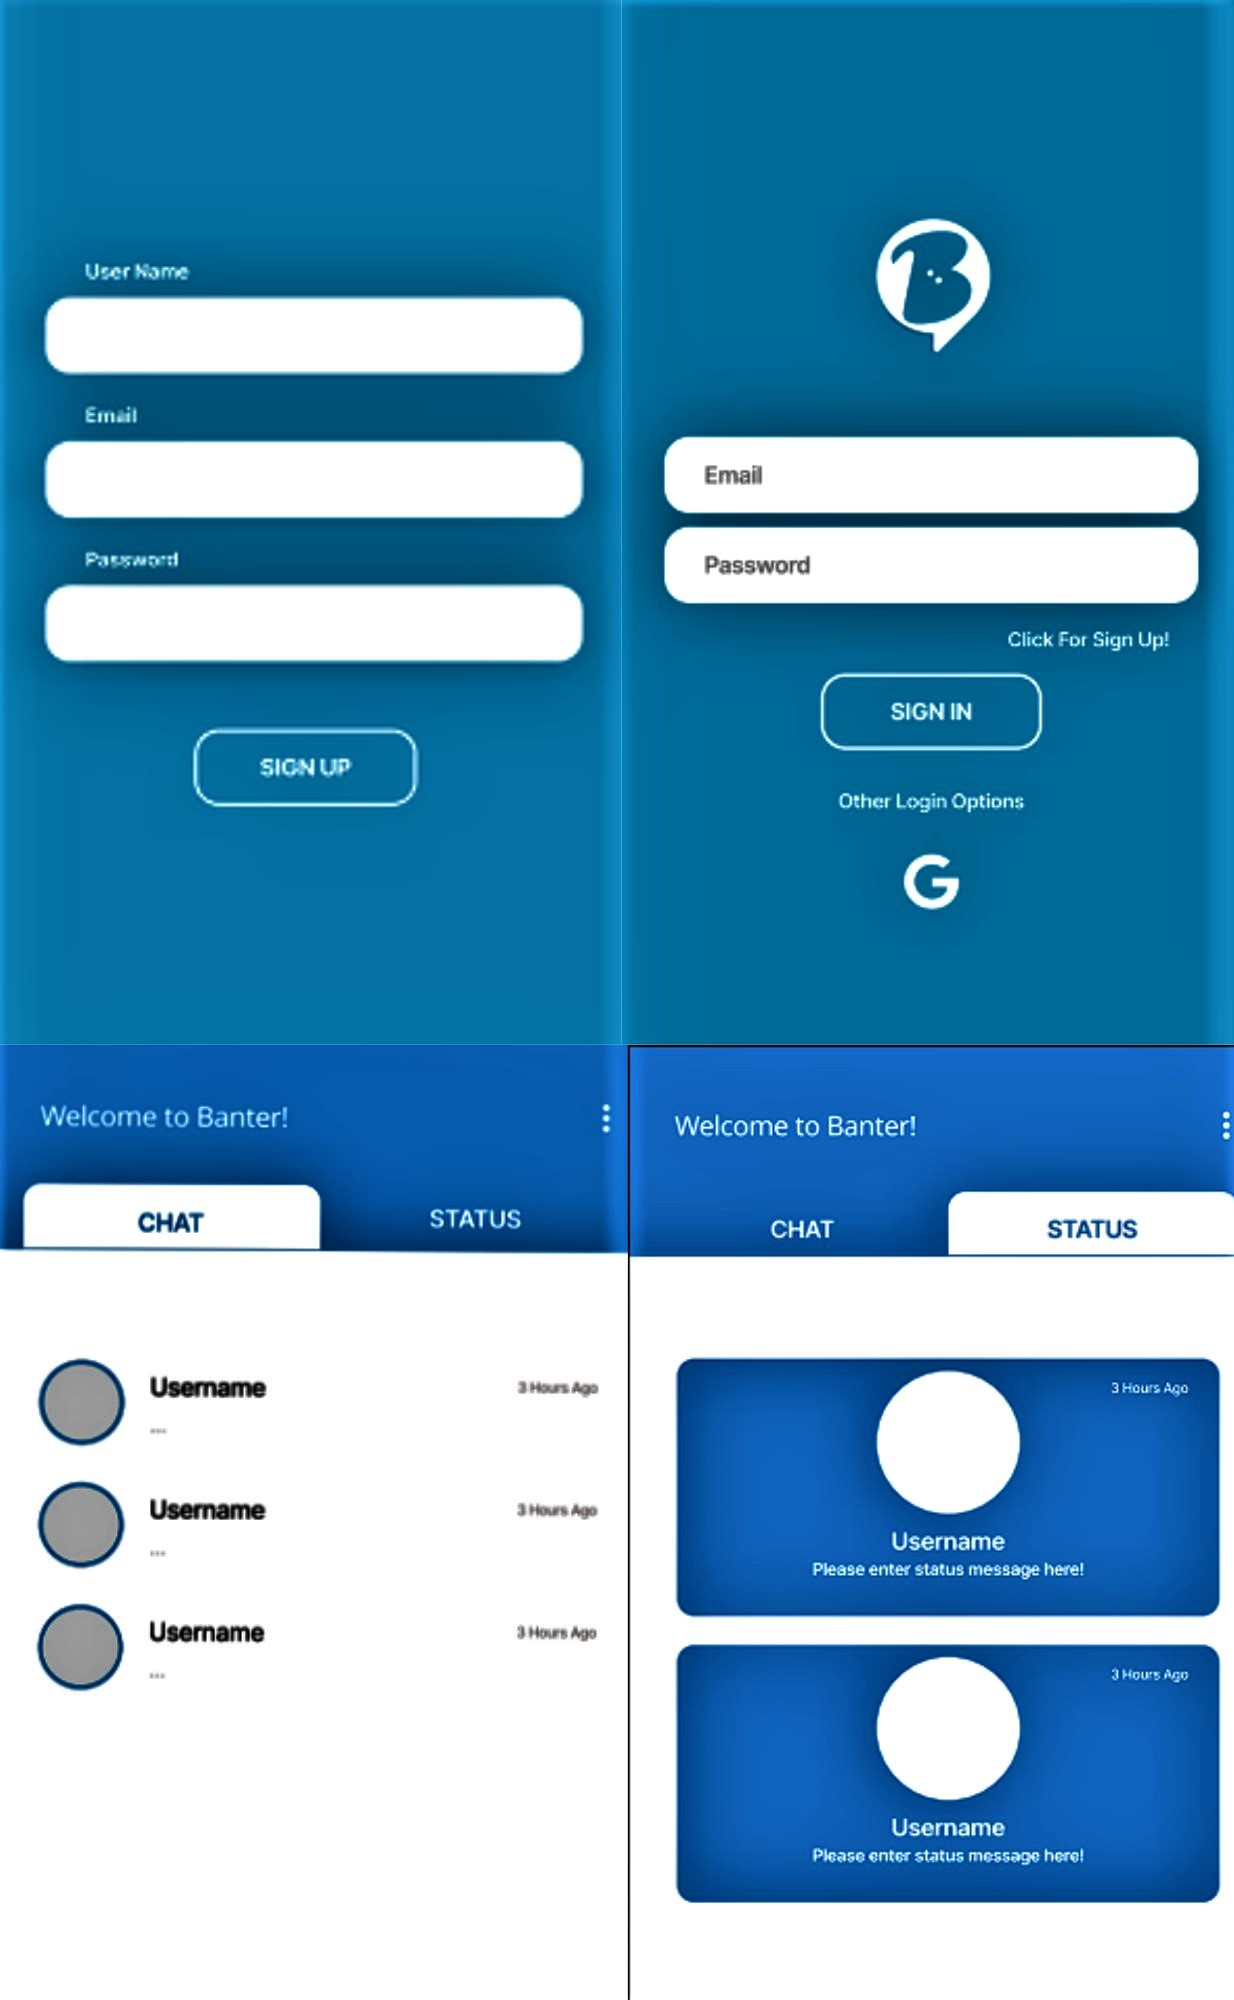 User Name
Email
Password
SIGN UP
B
Email
Password
Click For Sign Up!
SIGN IN
Other Login Options
G
Welcome to Banter!
CHAT STATUS
Username 3 Hours Ago
...
Username 3 Hours Ago
...
Username 3 Hours Ago
...
Welcome to Banter!
CHAT STATUS
3 Hours Ago
Username
Please enter status message here!
3 Hours Ago
Username
Please enter status message here!